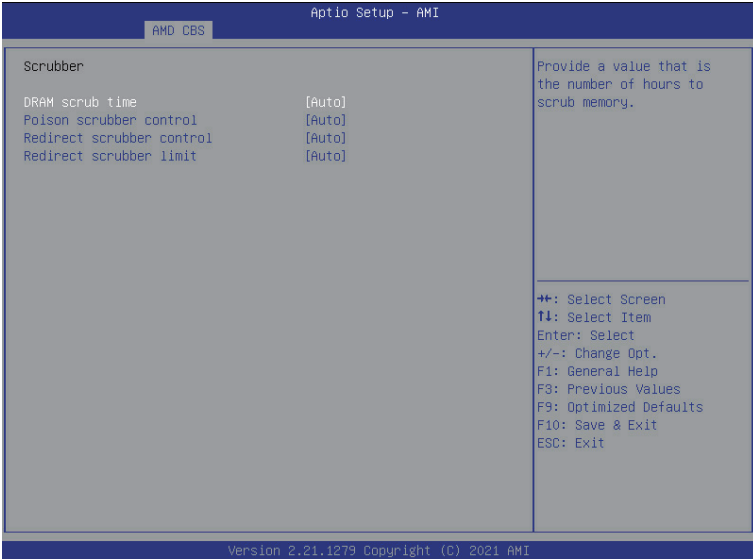 Aptio Setup – AMI
AMD CBS
Scrubber
DRAM scrub time [Auto]
Poison scrubber control [Auto]
Redirect scrubber control [Auto]
Redirect scrubber limit [Auto]
Provide a value that is
the number of hours to
scrub memory.
→←: Select Screen
↑↓: Select Item
Enter: Select
+/-: Change Opt.
F1: General Help
F3: Previous Values
F9: Optimized Defaults
F10: Save & Exit
ESC: Exit
Version 2.21.1279 Copyright (C) 2021 AMI